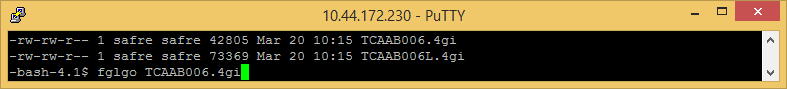 10.44.172.230 - PuTTY
-rw-rw-r-- 1 safre safre 42805 Mar 20 10:15 TCAAB006.4gi
-rw-rw-r-- 1 safre safre 73369 Mar 20 10:15 TCAAB006L.4gi
-bash-4.1$ fglgo TCAAB006.4gi